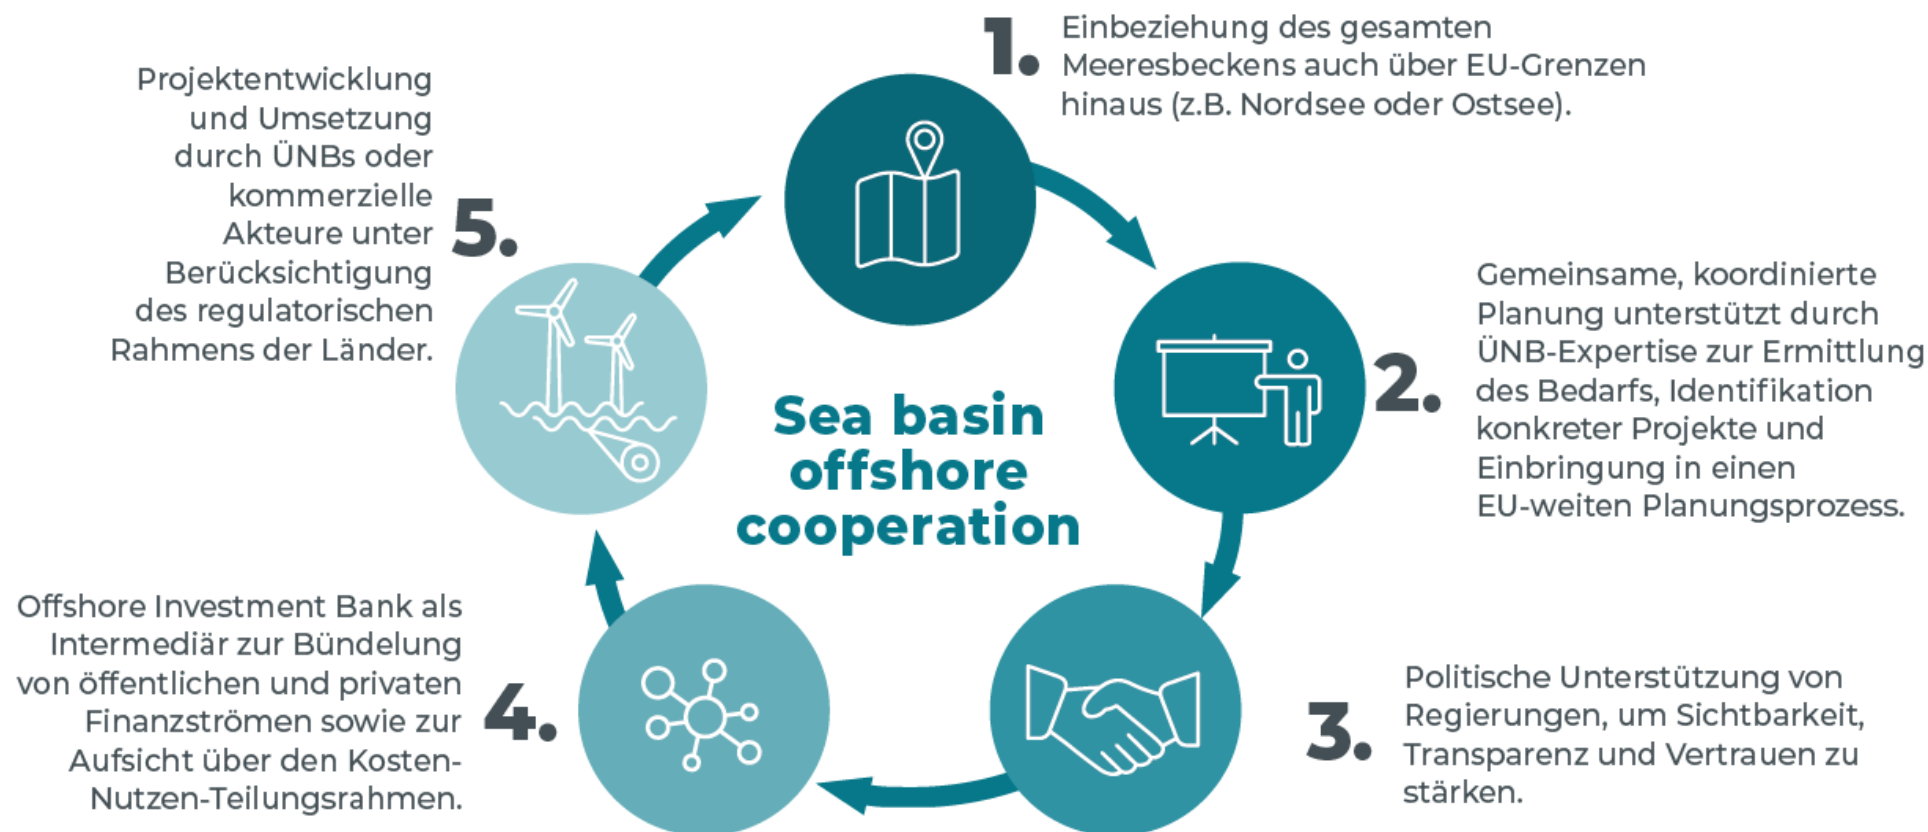 1.
Einbeziehung des gesamten
Meeresbeckens auch über EU-Grenzen
hinaus (z.B. Nordsee oder Ostsee).
2.
Gemeinsame, koordinierte
Planung unterstützt durch
ÜNB-Expertise zur Ermittlung
des Bedarfs, Identifikation
konkreter Projekte und
Einbringung in einen
EU-weiten Planungsprozess.
3.
Politische Unterstützung von
Regierungen, um Sichtbarkeit,
Transparenz und Vertrauen zu
stärken.
4.
Offshore Investment Bank als
Intermediär zur Bündelung
von öffentlichen und privaten
Finanzströmen sowie zur
Aufsicht über den Kosten-
Nutzen-Teilungsrahmen.
5.
Projektentwicklung
und Umsetzung
durch ÜNBs oder
kommerzielle
Akteure unter
Berücksichtigung
des regulatorischen
Rahmens der Länder.
Sea basin
offshore
cooperation